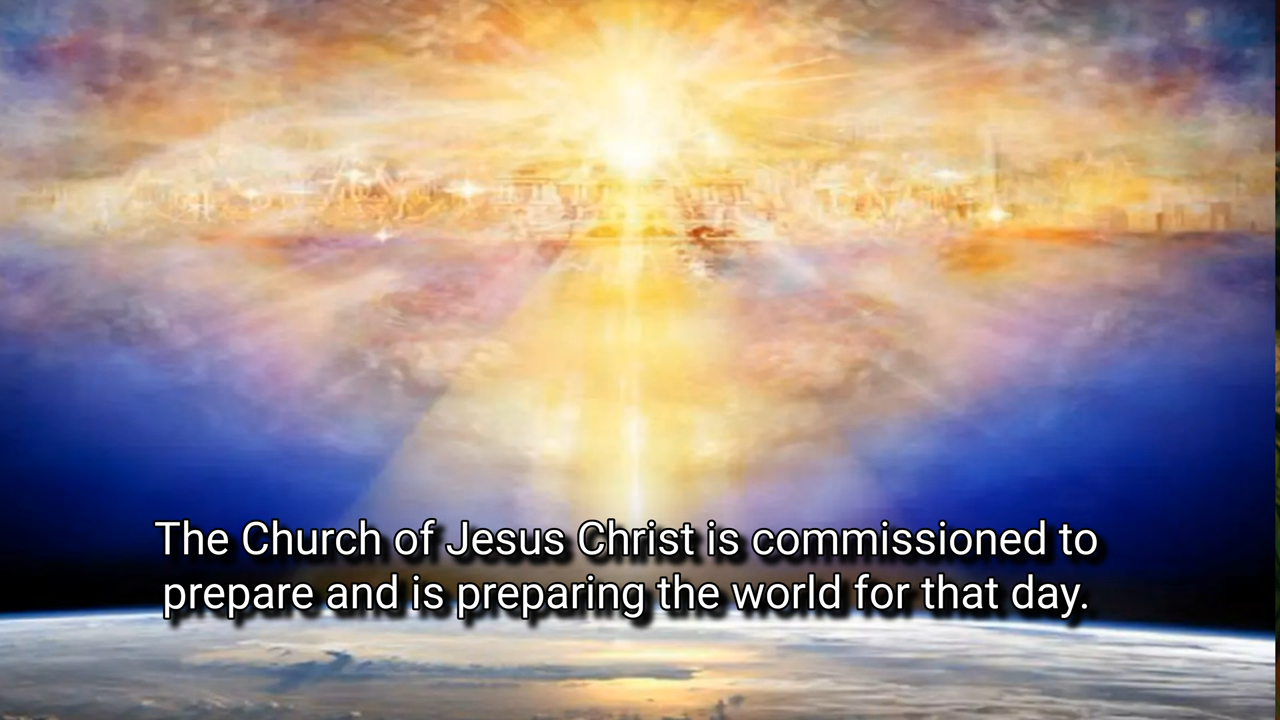 The Church of Jesus Christ is commissioned to
prepare and is preparing the world for that day.